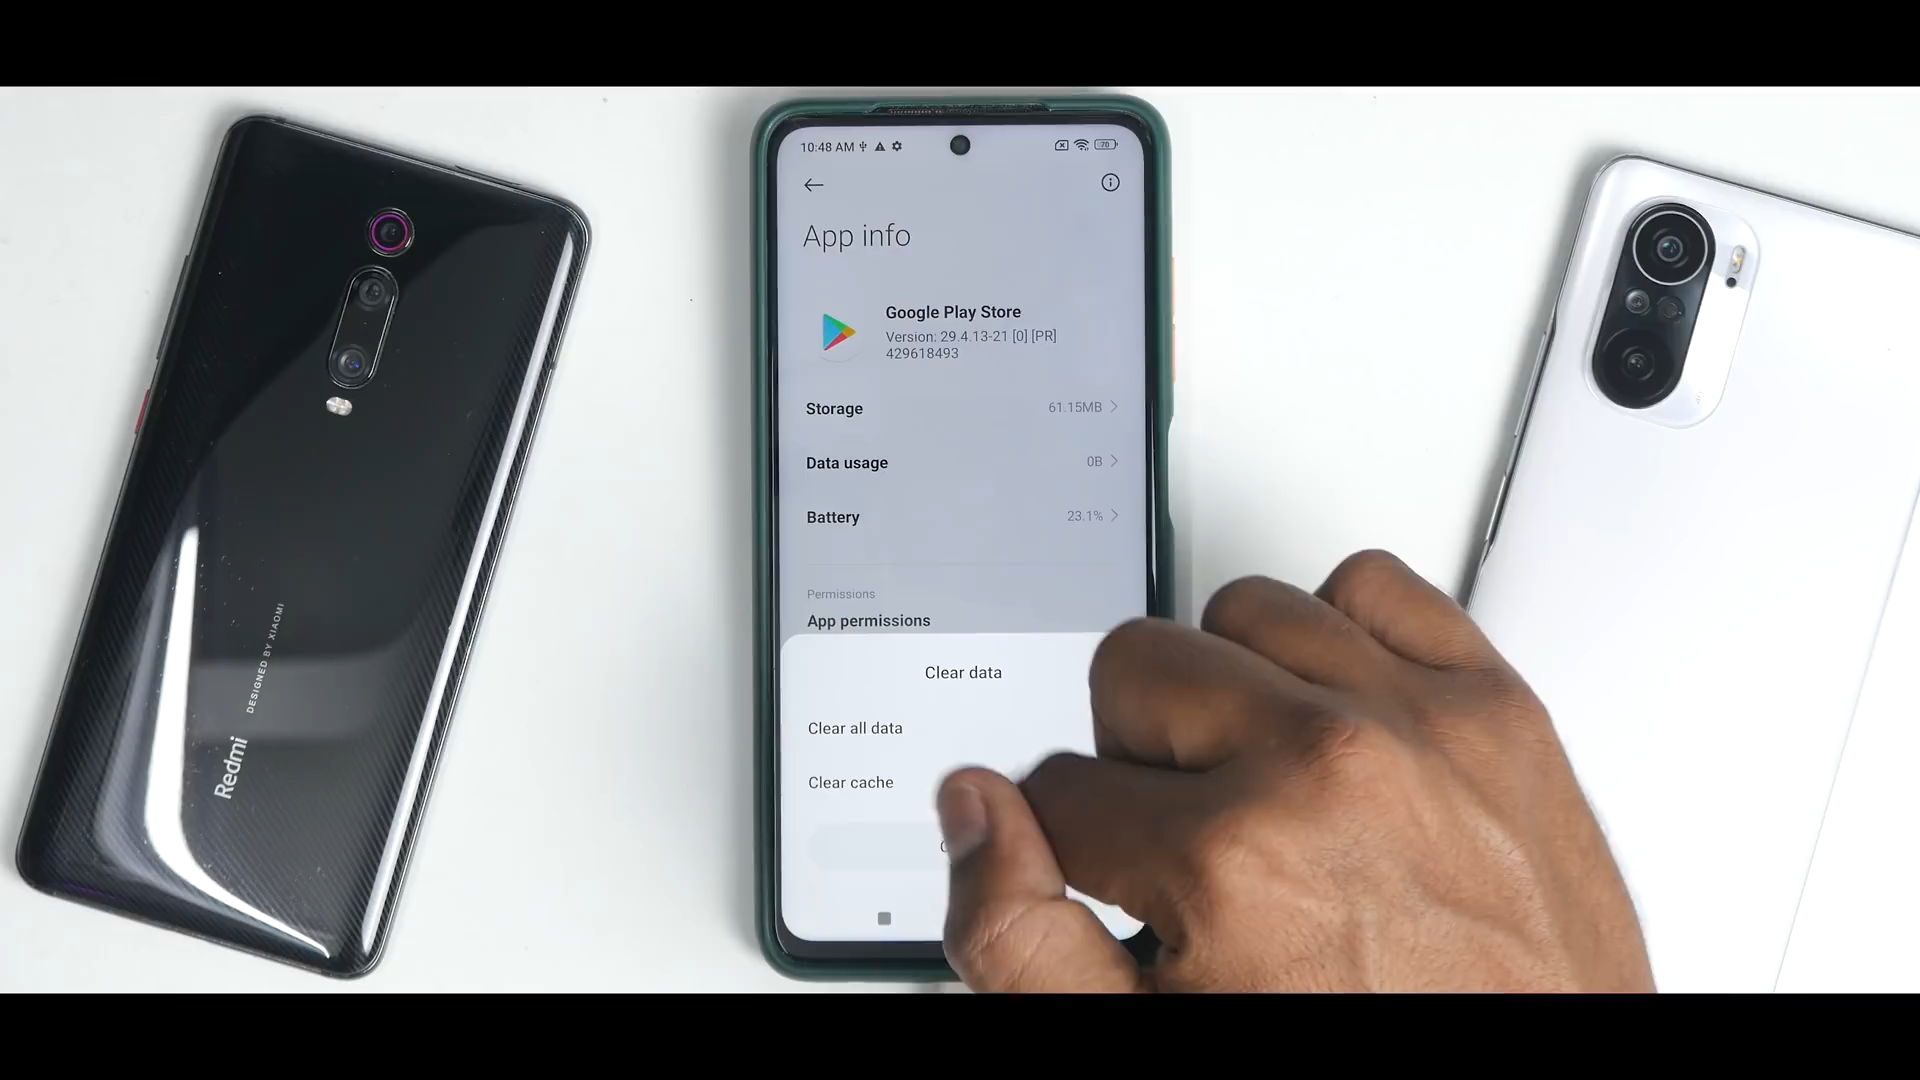 10:48 AM
70
App info
Google Play Store
Version: 29.4.13-21 [0] [PR]
429618493
Storage
61.15MB
Data usage
0B
Battery
23.1%
Permissions
App permissions
Clear data
Clear all data
Clear cache
Redmi
DESIGNED BY XIAOMI